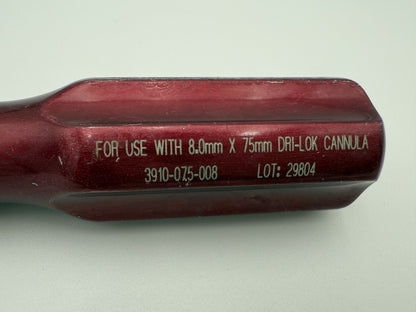 FOR USE WITH 8.0mm X 75mm DRI-LOK CANNULA
3910-075-008 LOT: 29804